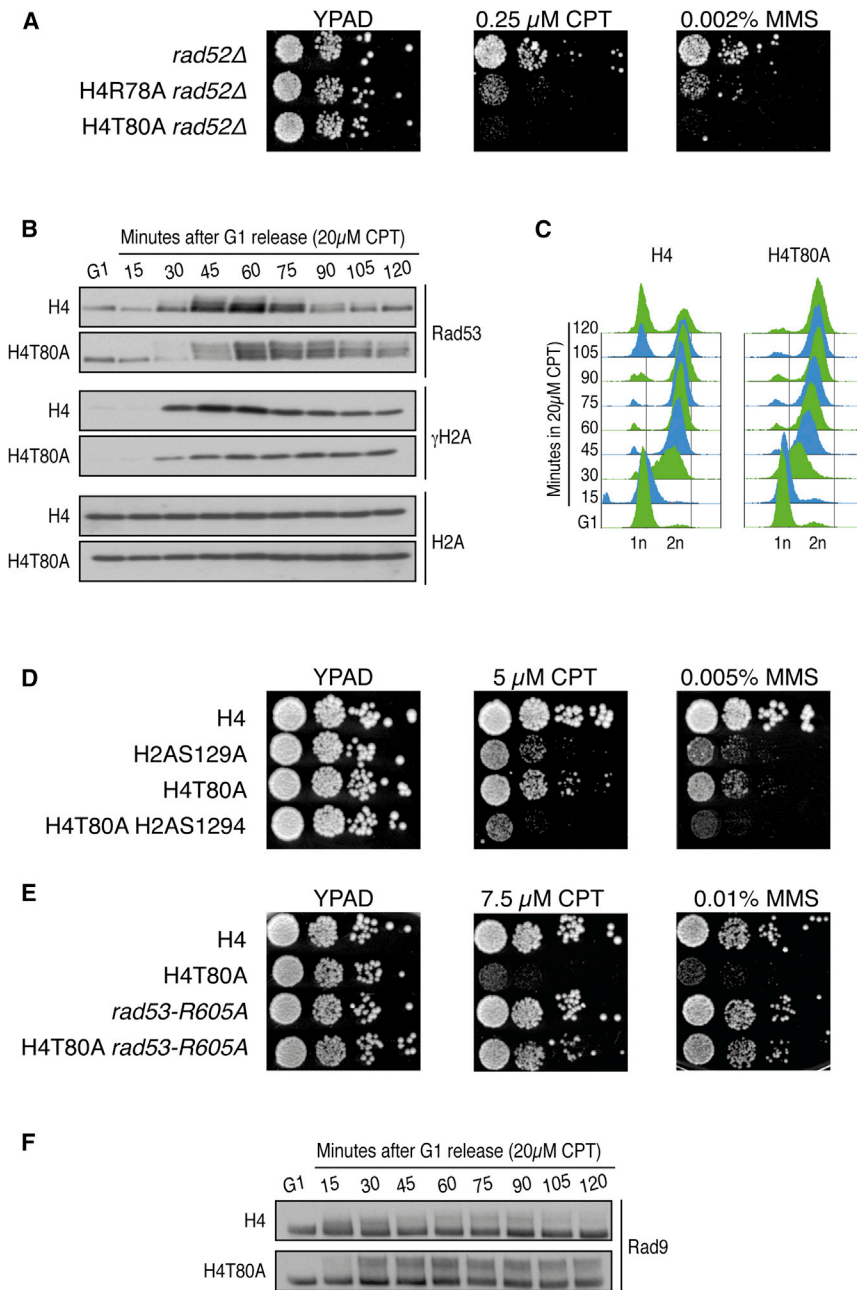 A
YPAD 0.25 µM CPT 0.002% MMS
rad52Δ
H4R78A rad52Δ
H4T80A rad52Δ
B
Minutes after G1 release (20µM CPT)
G1 15 30 45 60 75 90 105 120
H4
H4T80A
Rad53
H4
H4T80A
γH2A
H4
H4T80A
H2A
C
H4 H4T80A
Minutes in 20µM CPT)
120
105
90
75
60
45
30
15
G1
1n 2n 1n 2n
D
YPAD 5 µM CPT 0.005% MMS
H4
H2AS129A
H4T80A
H4T80A H2AS1294
E
YPAD 7.5 µM CPT 0.01% MMS
H4
H4T80A
rad53-R605A
H4T80A rad53-R605A
F
Minutes after G1 release (20µM CPT)
G1 15 30 45 60 75 90 105 120
H4
H4T80A
Rad9